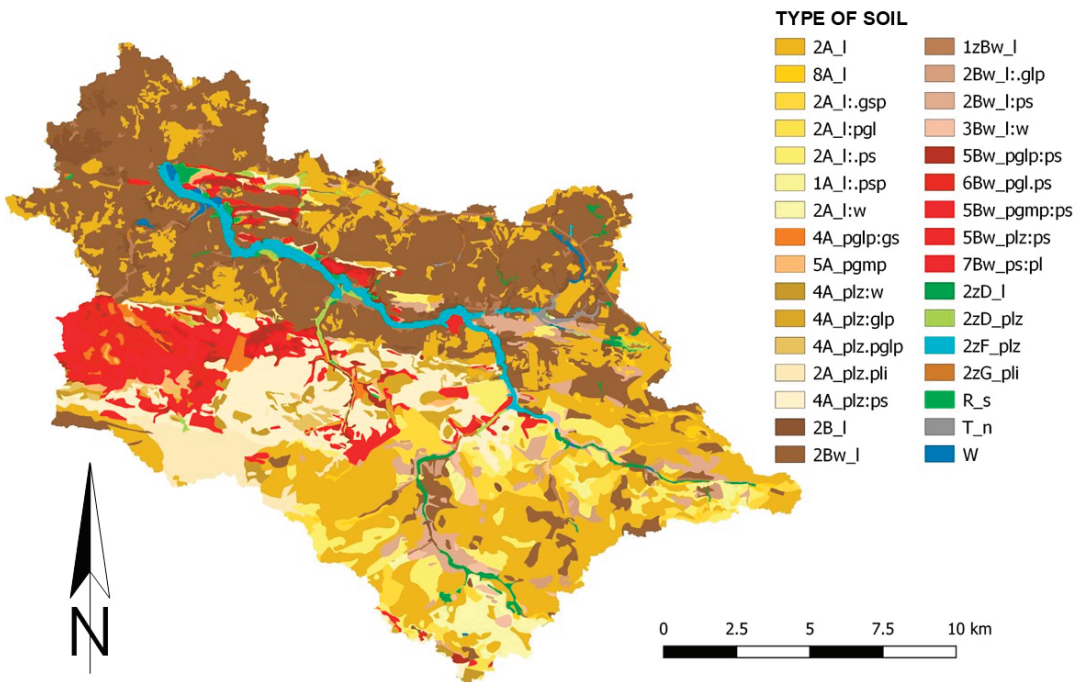 TYPE OF SOIL
2A_l
8A_l
2A_l:.gsp
2A_l:pgl
2A_l:.ps
1A_l:.psp
2A_l:w
4A_pglp:gs
5A_pgmp
4A_plz:w
4A_plz:glp
4A_plz.pglp
2A_plz.pli
4A_plz:ps
2B_l
2Bw_l
1zBw_l
2Bw_l:.glp
2Bw_l:ps
3Bw_l:w
5Bw_pglp:ps
6Bw_pgl.ps
5Bw_pgmp:ps
5Bw_plz:ps
7Bw_ps:pl
2zD_l
2zD_plz
2zF_plz
2zG_pli
R_s
T_n
W
N
0 2.5 5 7.5 10 km